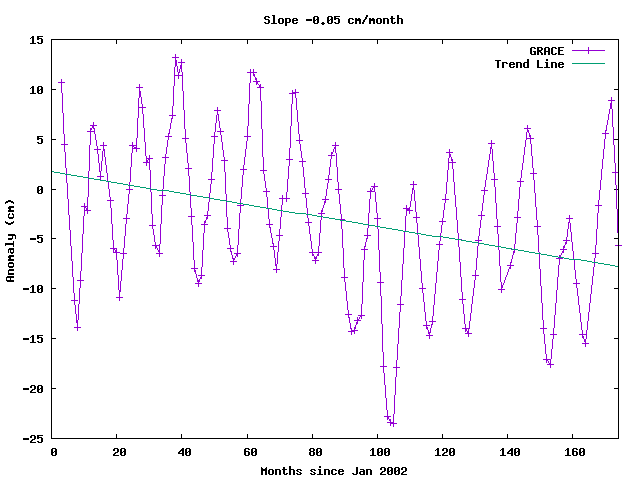 Slope -0.05 cm/month
GRACE
Trend Line
15
10
5
0
-5
-10
-15
-20
-25
Anomaly (cm)
0 20 40 60 80 100 120 140 160
Months since Jan 2002